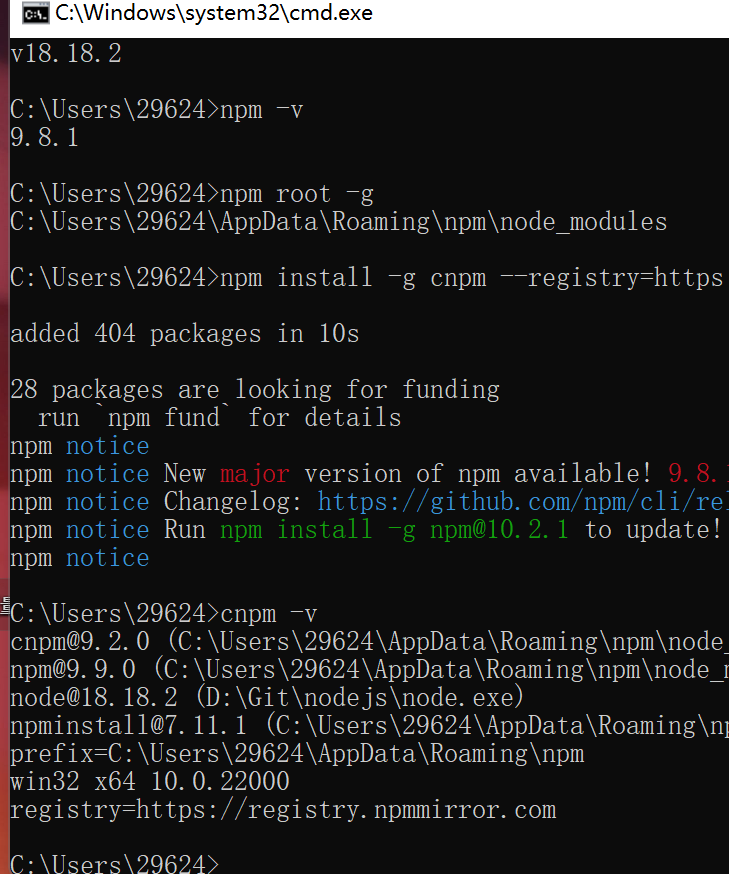 C:\Windows\system32\cmd.exe
v18.18.2
C:\Users\29624>npm -v
9.8.1
C:\Users\29624>npm root -g
C:\Users\29624\AppData\Roaming\npm\node_modules
C:\Users\29624>npm install -g cnpm --registry=https
added 404 packages in 10s
28 packages are looking for funding
run `npm fund` for details
npm notice
npm notice New major version of npm available! 9.8.1
npm notice Changelog: https://github.com/npm/cli/rel
npm notice Run npm install -g npm@10.2.1 to update!
npm notice
C:\Users\29624>cnpm -v
cnpm@9.2.0 (C:\Users\29624\AppData\Roaming\npm\node_
npm@9.9.0 (C:\Users\29624\AppData\Roaming\npm\node_m
node@18.18.2 (D:\Git\nodejs\node.exe)
npminstall@7.11.1 (C:\Users\29624\AppData\Roaming\np
prefix=C:\Users\29624\AppData\Roaming\npm
win32 x64 10.0.22000
registry=https://registry.npmmirror.com
C:\Users\29624>